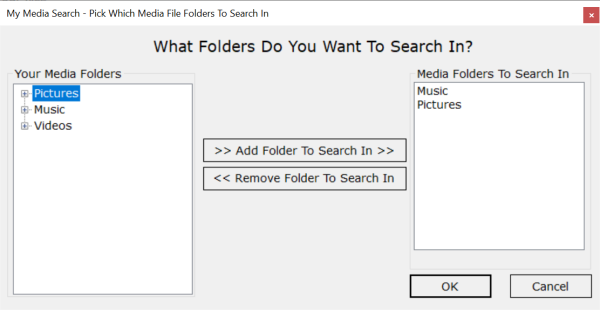 My Media Search - Pick Which Media File Folders To Search In
What Folders Do You Want To Search In?
Your Media Folders
Pictures
Music
Videos
>> Add Folder To Search In >>
<< Remove Folder To Search In
Media Folders To Search In
Music
Pictures
OK
Cancel